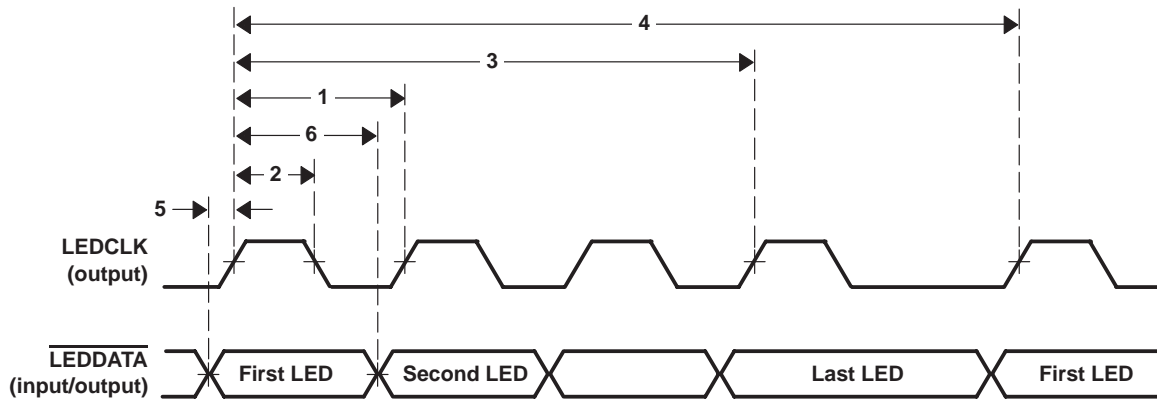 4
3
1
6
2
5
LEDCLK
(output)
LEDDATA
(input/output)
First LED Second LED Last LED First LED